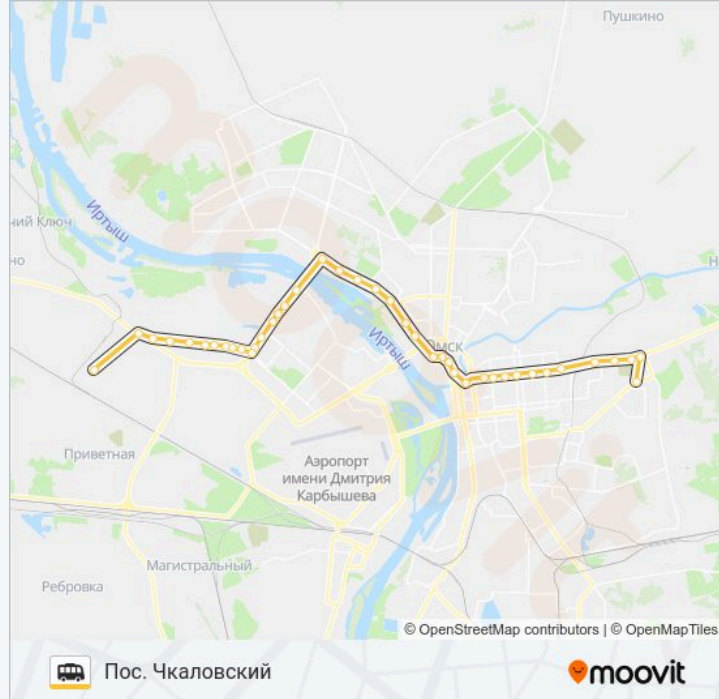 Пушкино
ний Ключ
Иртыш
но
Н
Иртыш
Омск
Аэропорт
имени Дмитрия
Карбышева
Приветная
Магистральный
Ребровка
© OpenStreetMap contributors | © OpenMapTiles
Пос. Чкаловский
moovit